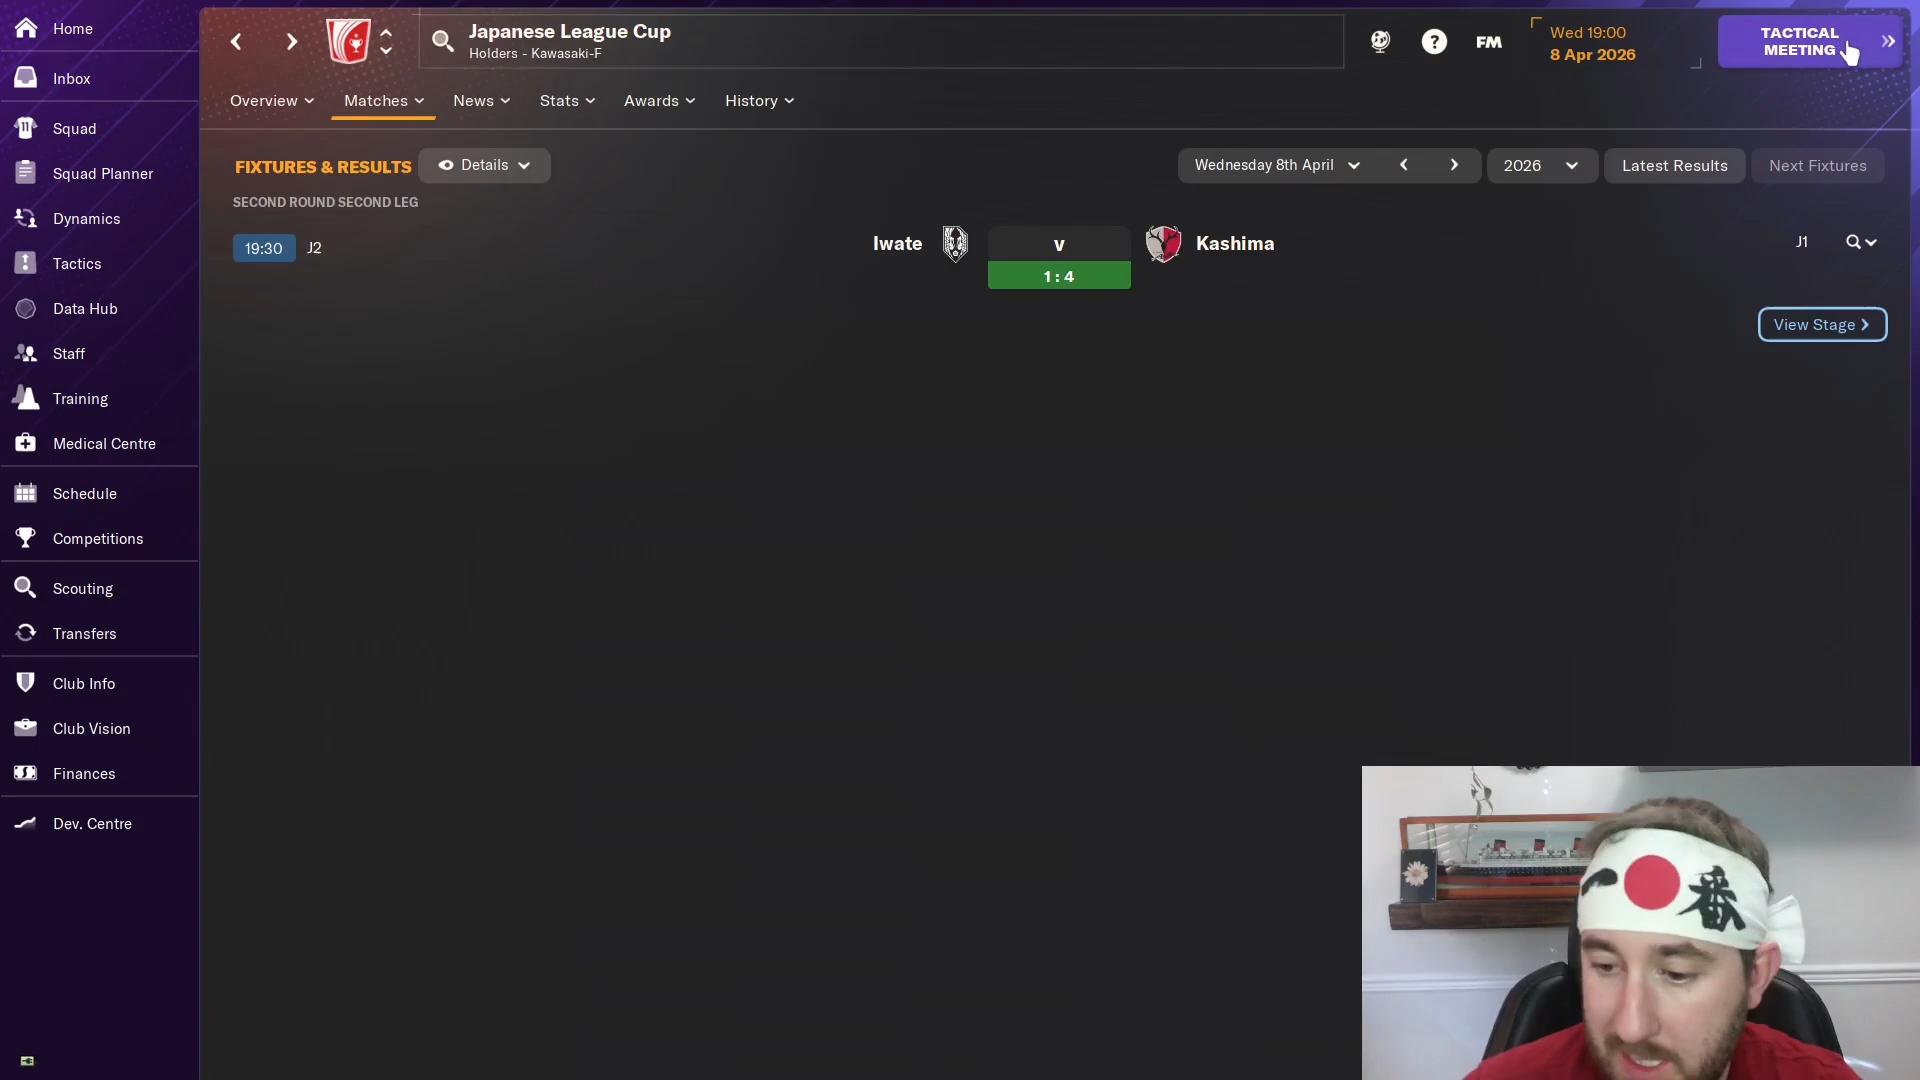 Home
Inbox
Squad
Squad Planner
Dynamics
Tactics
Data Hub
Staff
Training
Medical Centre
Schedule
Competitions
Scouting
Transfers
Club Info
Club Vision
Finances
Dev. Centre
Japanese League Cup
Holders - Kawasaki-F
?
FM
Wed 19:00
8 Apr 2026
TACTICAL
MEETING
Overview
Matches
News
Stats
Awards
History
FIXTURES & RESULTS
Details
Wednesday 8th April
2026
Latest Results
Next Fixtures
SECOND ROUND SECOND LEG
19:30
J2
Iwate
v
Kashima
J1
1 : 4
View Stage
一番